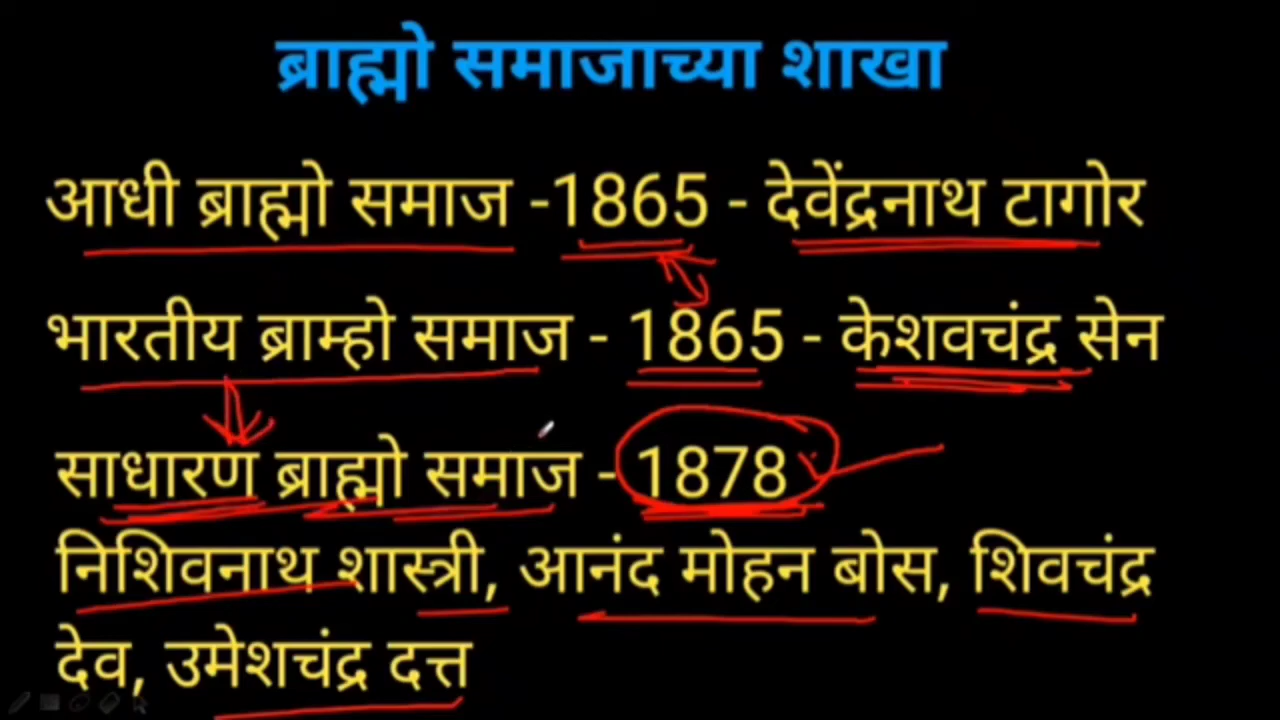 ब्राह्मो समाजाच्या शाखा
आधी ब्राह्मो समाज -1865 - देवेंद्रनाथ टागोर
भारतीय ब्राम्हो समाज - 1865 - केशवचंद्र सेन
साधारण ब्राह्मो समाज - 1878
निशिवनाथ शास्त्री, आनंद मोहन बोस, शिवचंद्र
देव, उमेशचंद्र दत्त